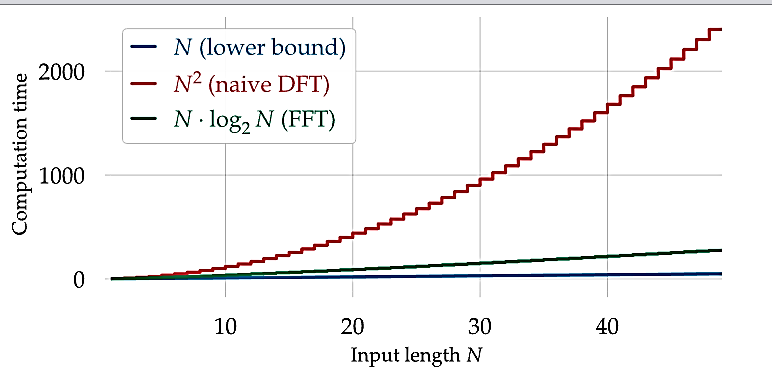 N (lower bound)
N² (naive DFT)
N · log₂ N (FFT)
Computation time
2000
1000
0
10 20 30 40
Input length N